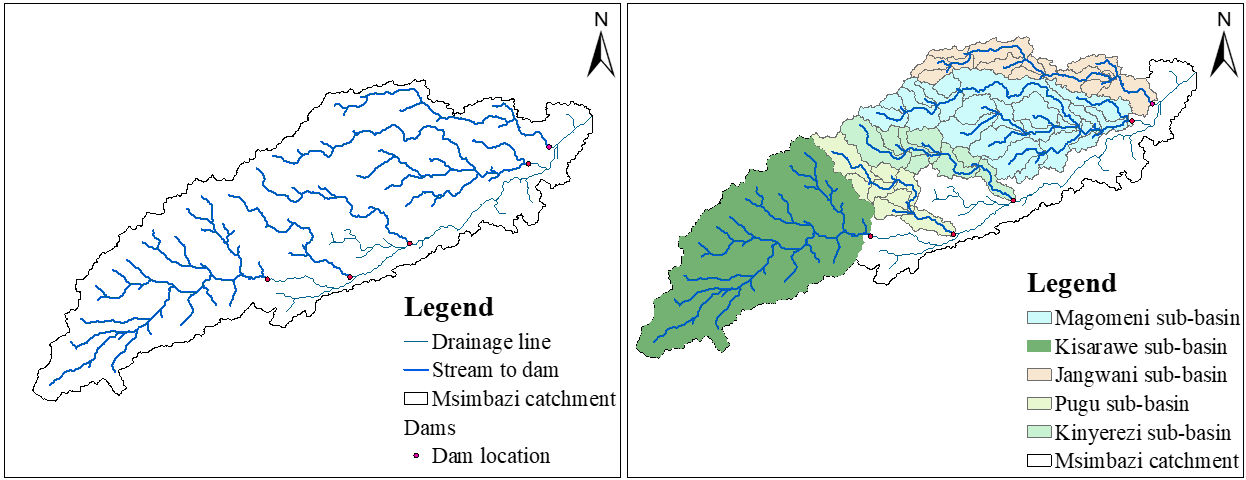 N
Legend
Drainage line
Stream to dam
Msimbazi catchment
Dams
Dam location
N
Legend
Magomeni sub-basin
Kisarawe sub-basin
Jangwani sub-basin
Pugu sub-basin
Kinyerezi sub-basin
Msimbazi catchment